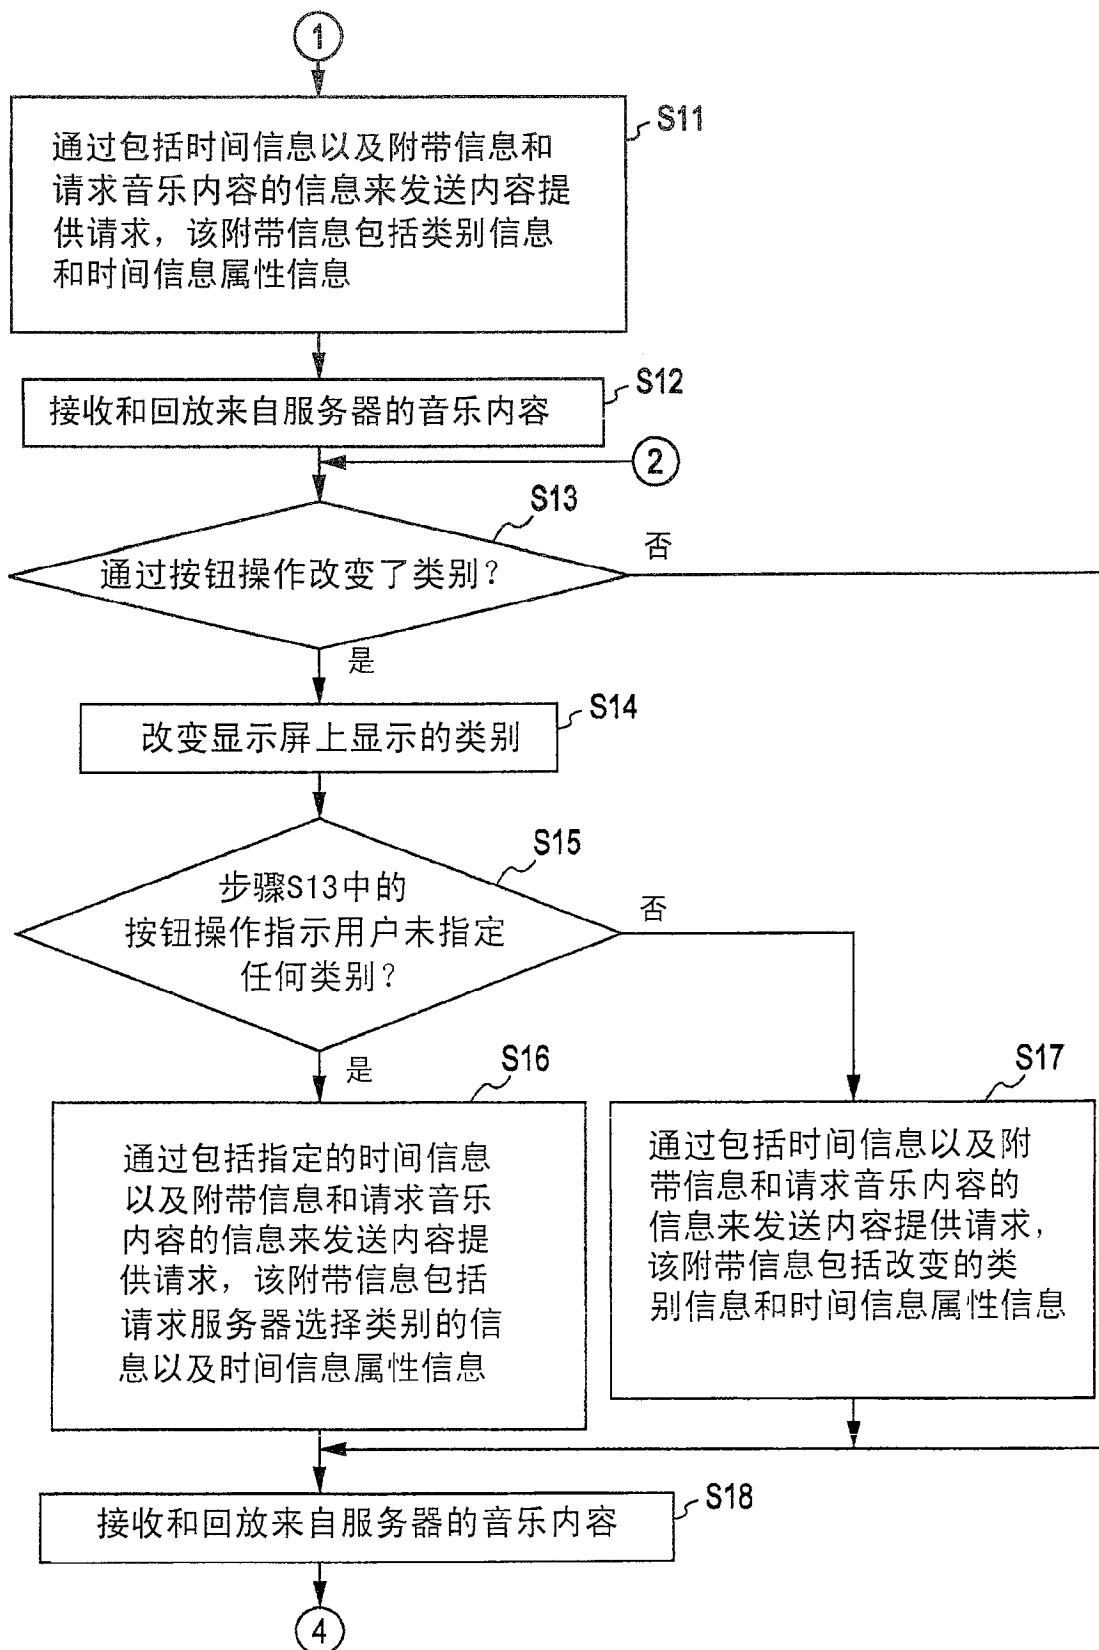 1
S11
通过包括时间信息以及附带信息和
请求音乐内容的信息来发送内容提
供请求，该附带信息包括类别信息
和时间信息属性信息
S12
接收和回放来自服务器的音乐内容
2
S13
否
通过按钮操作改变了类别？
是
S14
改变显示屏上显示的类别
S15
步骤S13中的
按钮操作指示用户未指定
任何类别？
否
是
S16
S17
通过包括指定的时间信息
以及附带信息和请求音乐
内容的信息来发送内容提
供请求，该附带信息包括
请求服务器选择类别的信
息以及时间信息属性信息
通过包括时间信息以及附
带信息和请求音乐内容的
信息来发送内容提供请求，
该附带信息包括改变的类
别信息和时间信息属性信息
S18
接收和回放来自服务器的音乐内容
4